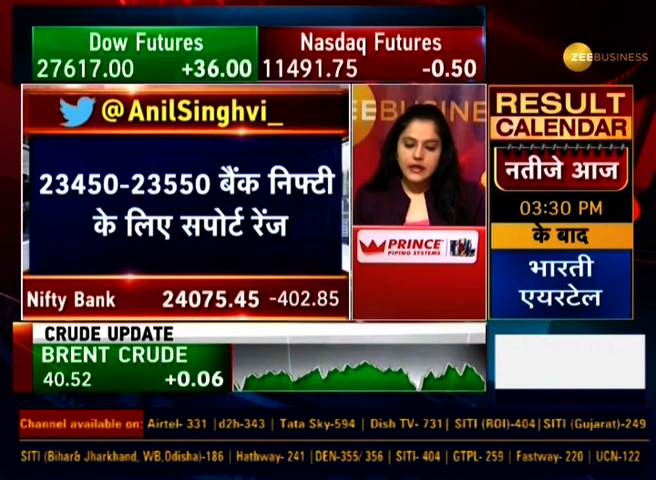 Dow Futures
27617.00 +36.00
Nasdaq Futures
11491.75 -0.50
ZEEBUSINESS
@AnilSinghvi_
23450-23550 बैंक निफ्टी
के लिए सपोर्ट रेंज
Nifty Bank 24075.45 -402.85
EEBUSINE
PRINCE
PIPING SYSTEMS
RESULT
CALENDAR
नतीजे आज
03:30 PM
के बाद
भारती
एयरटेल
CRUDE UPDATE
BRENT CRUDE
40.52 +0.06
Channel available on: Airtel- 331 |d2h-343 | Tata Sky-594 | Dish TV- 731| SITI (ROI)-404|SITI (Gujarat)-249
SITI (Bihar& Jharkhand, WB,Odisha)-186 | Hathway- 241 |DEN-355/ 356 | SITI- 404 | GTPL- 259 | Fastway- 220 | UCN-122